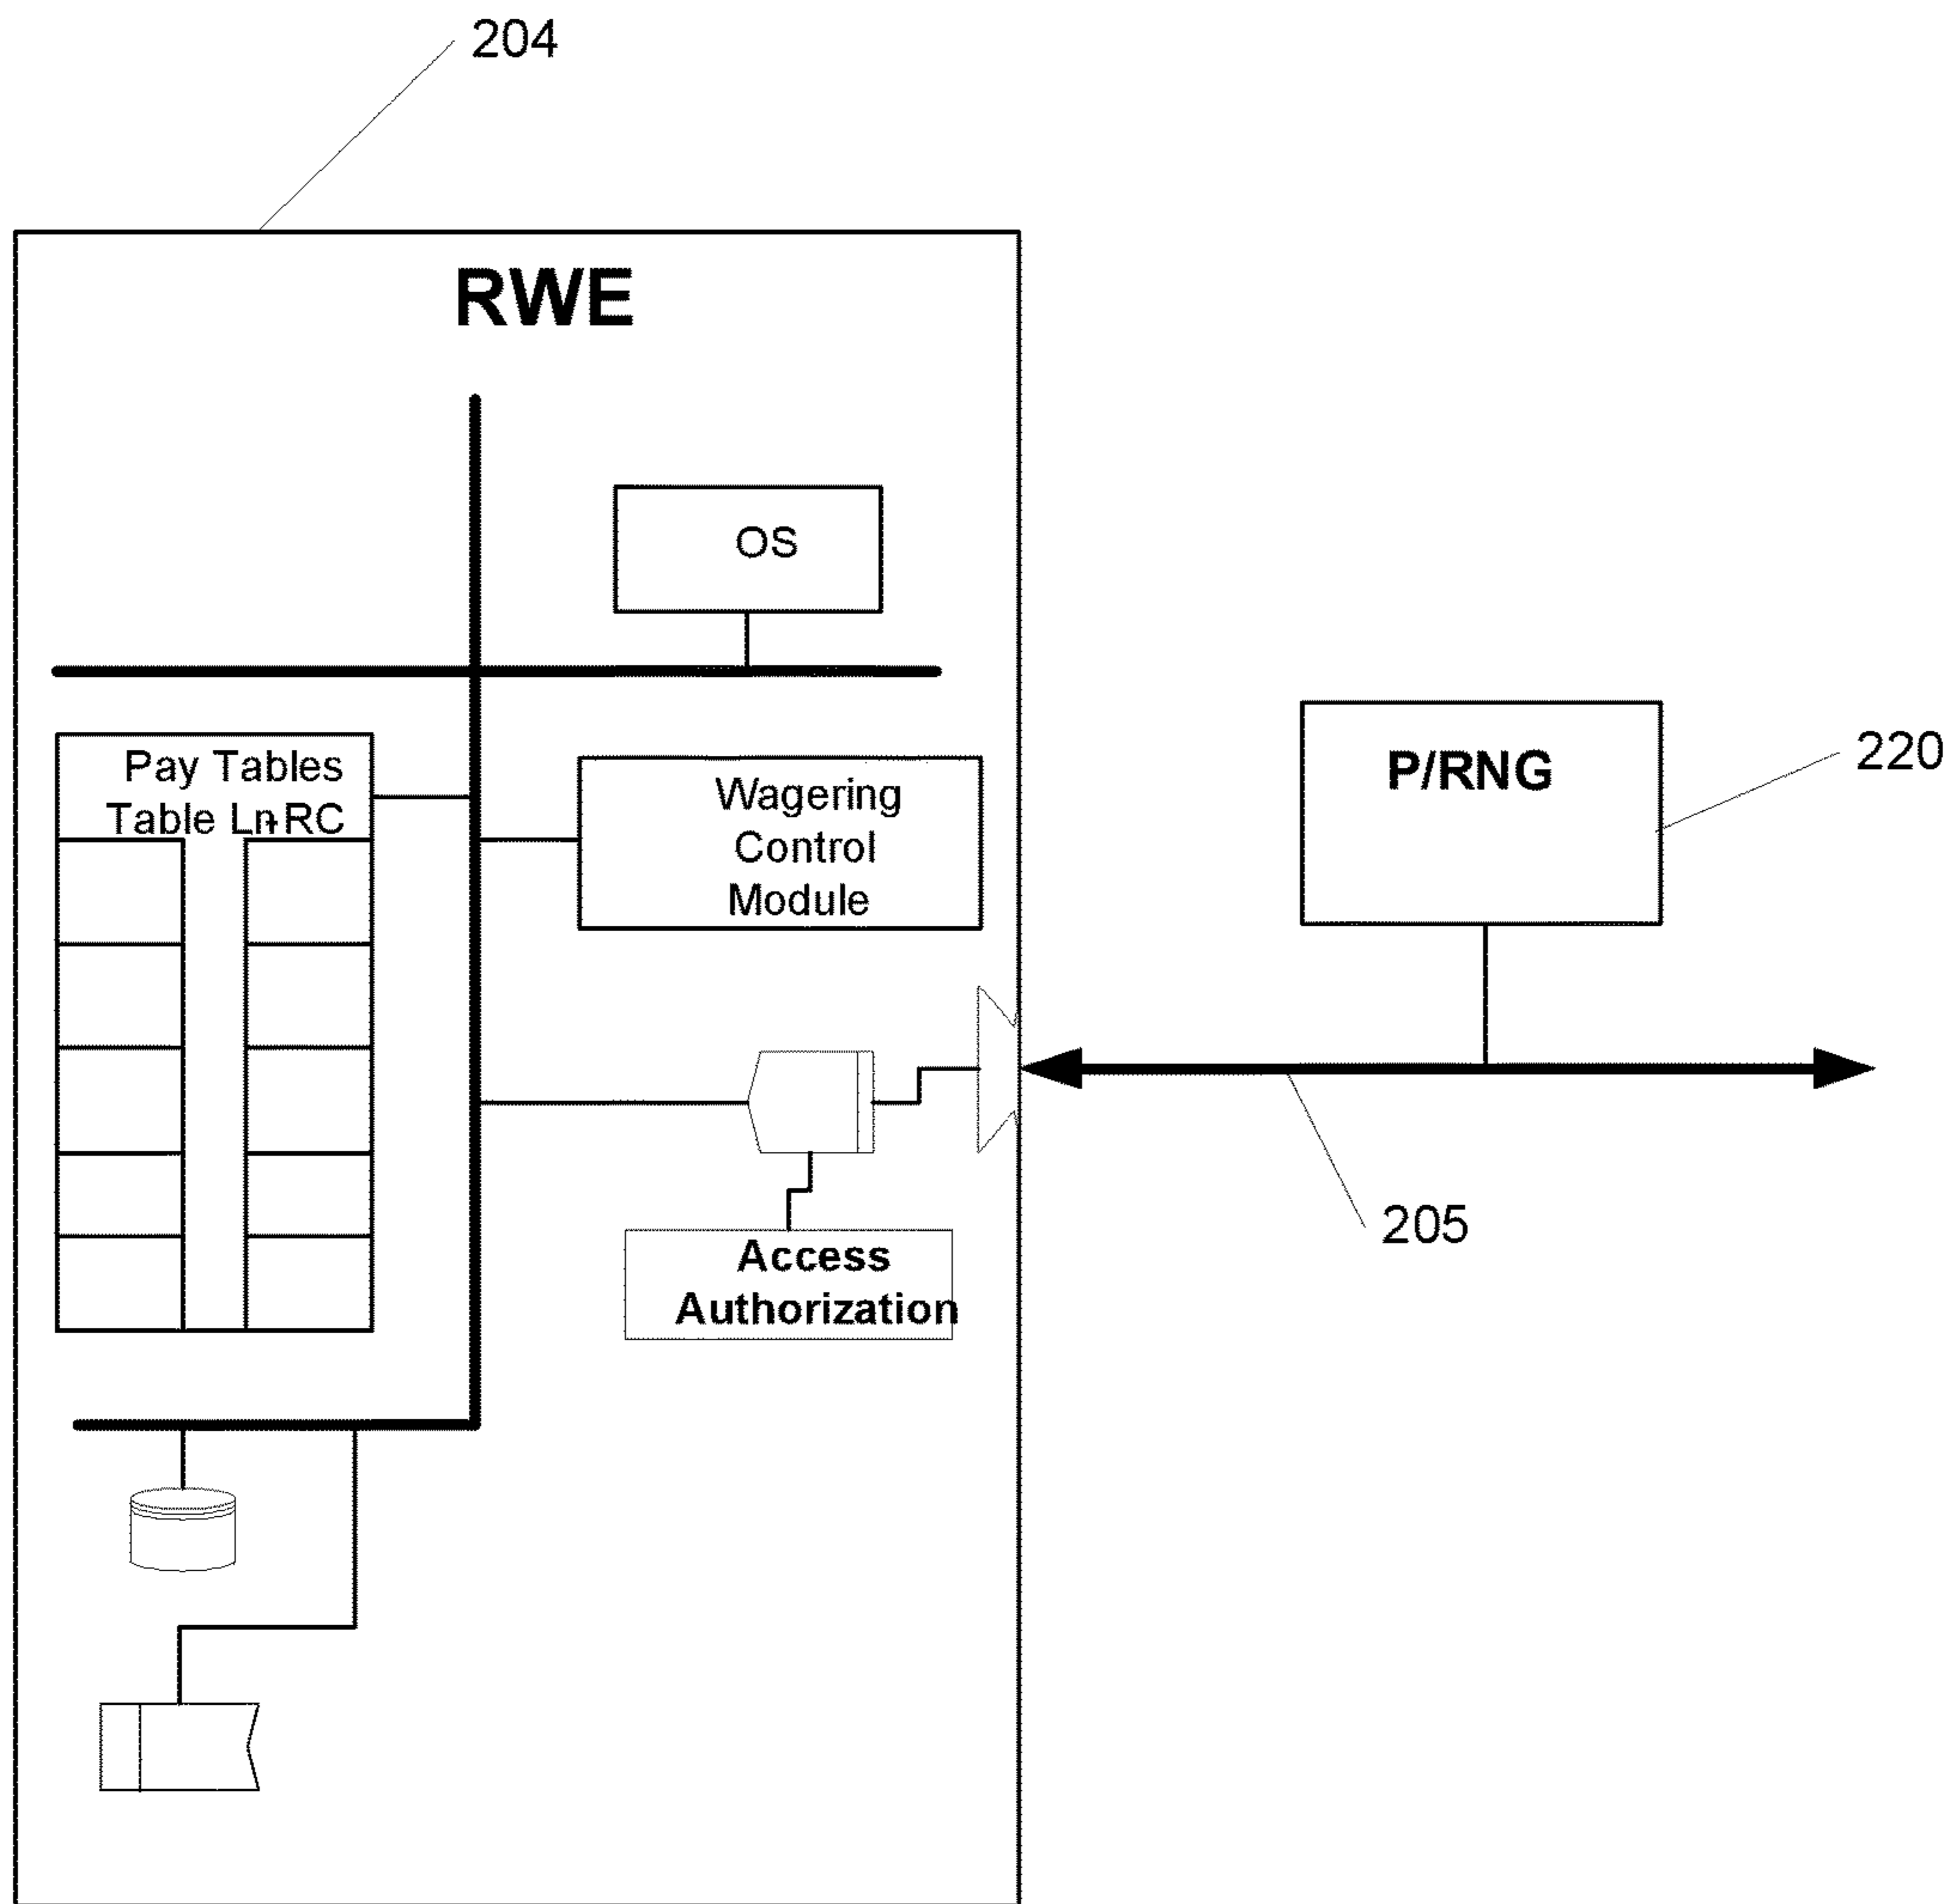 204
RWE
OS
Pay Tables
Table Ln-RC
Wagering
Control
Module
P/RNG
220
205
Access
Authorization